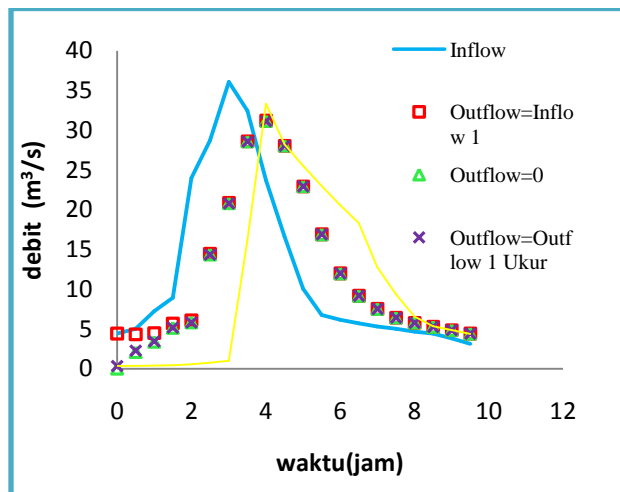 debit (m³/s)
40
35
30
25
20
15
10
5
0
0 2 4 6 8 10 12
waktu(jam)
Inflow
Outflow=Inflo
w 1
Outflow=0
Outflow=Outf
low 1 Ukur